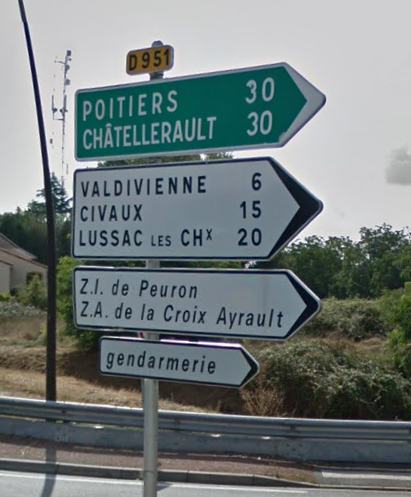 D951
POITIERS 30
CHÂTELLERAULT 30
VALDIVIENNE 6
CIVAUX 15
LUSSAC LES CHx 20
Z.I. de Peuron
Z.A. de la Croix Ayrault
gendarmerie